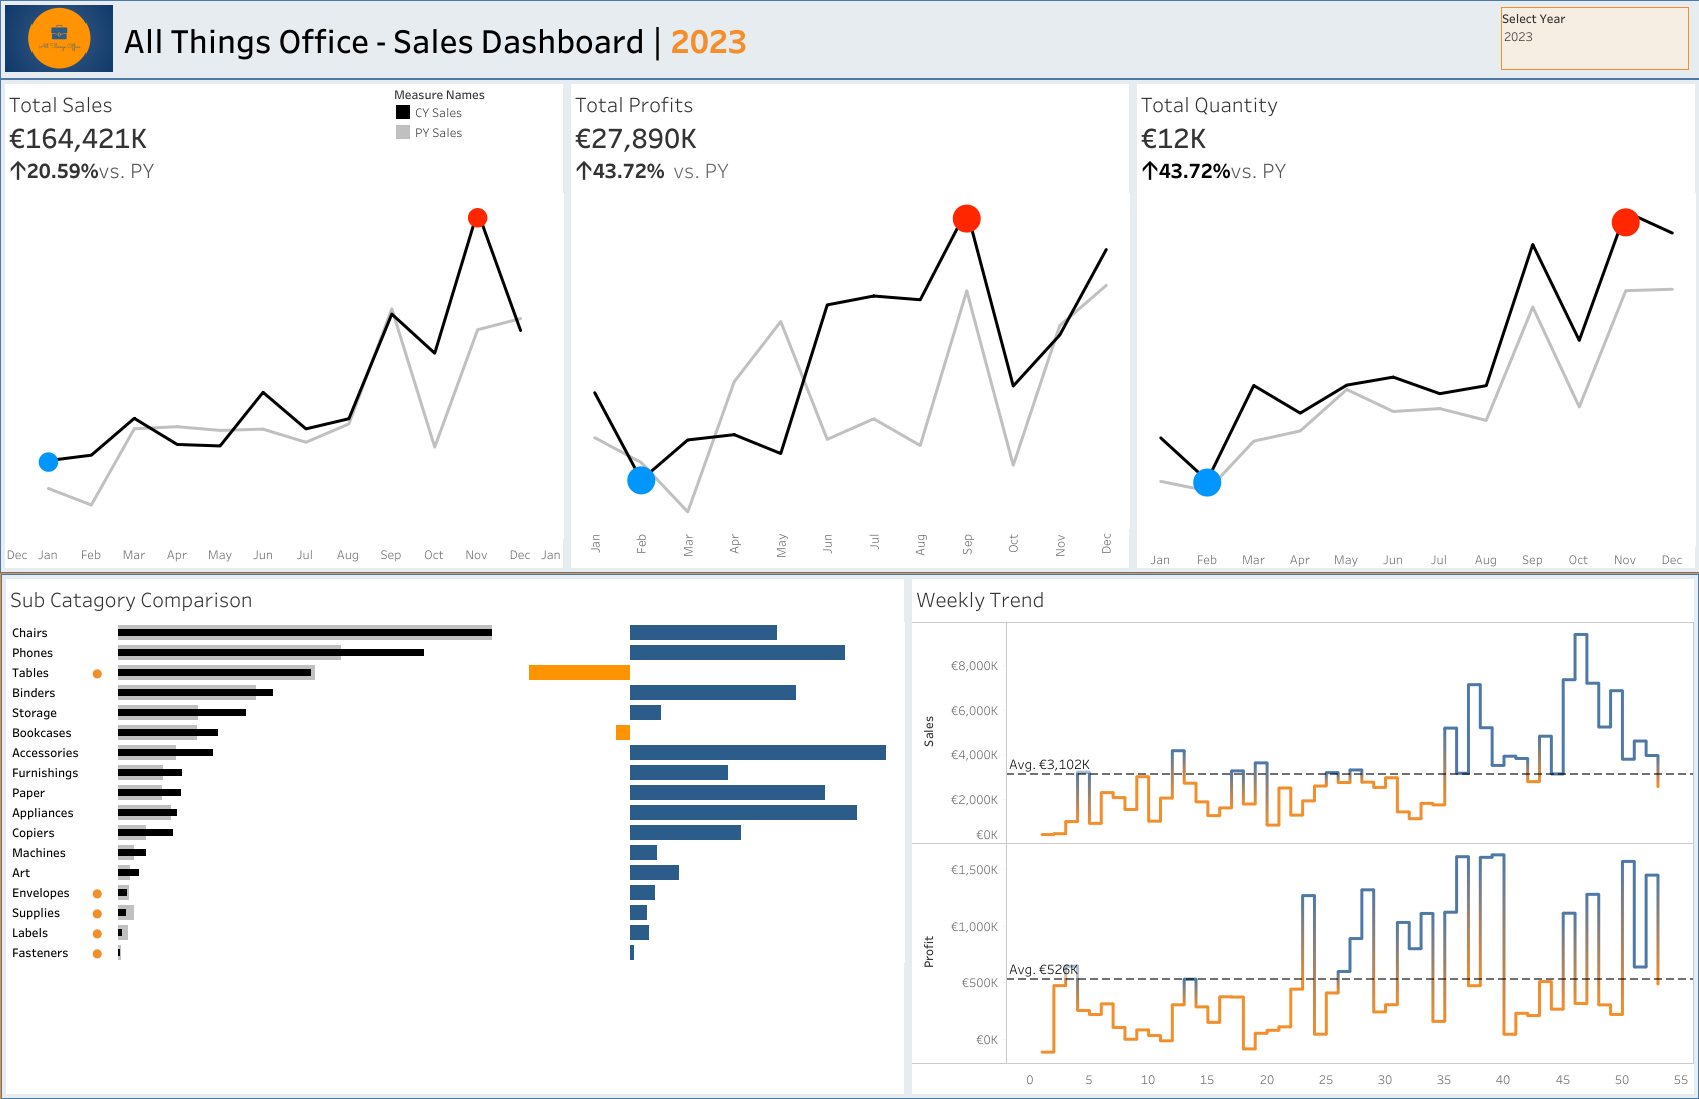 All Things Office
All Things Office - Sales Dashboard | 2023
Select Year
2023
Total Sales
€164,421K
↑20.59%vs. PY
Measure Names
CY Sales
PY Sales
Dec Jan Feb Mar Apr May Jun Jul Aug Sep Oct Nov Dec Jan
Total Profits
€27,890K
↑43.72% vs. PY
Jan Feb Mar Apr May Jun Jul Aug Sep Oct Nov Dec
Total Quantity
€12K
↑43.72%vs. PY
Jan Feb Mar Apr May Jun Jul Aug Sep Oct Nov Dec
Sub Catagory Comparison
Chairs
Phones
Tables
Binders
Storage
Bookcases
Accessories
Furnishings
Paper
Appliances
Copiers
Machines
Art
Envelopes
Supplies
Labels
Fasteners
Weekly Trend
Sales
€8,000K
€6,000K
€4,000K
Avg. €3,102K
€2,000K
€0K
Profit
€1,500K
€1,000K
Avg. €526K
€500K
€0K
0 5 10 15 20 25 30 35 40 45 50 55